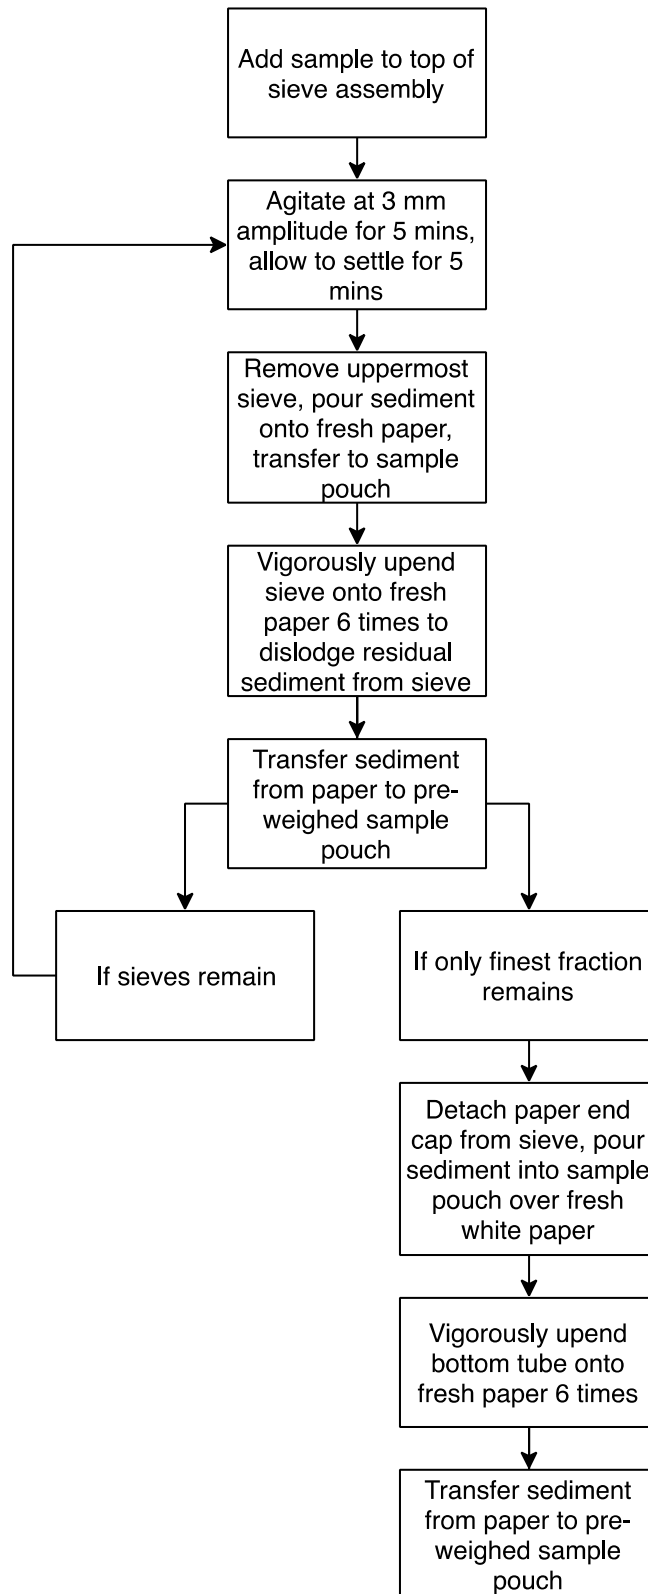 Add sample to top of
sieve assembly
Agitate at 3 mm
amplitude for 5 mins,
allow to settle for 5
mins
Remove uppermost
sieve, pour sediment
onto fresh paper,
transfer to sample
pouch
Vigorously upend
sieve onto fresh
paper 6 times to
dislodge residual
sediment from sieve
Transfer sediment
from paper to pre-
weighed sample
pouch
If sieves remain
If only finest fraction
remains
Detach paper end
cap from sieve, pour
sediment into sample
pouch over fresh
white paper
Vigorously upend
bottom tube onto
fresh paper 6 times
Transfer sediment
from paper to pre-
weighed sample
pouch